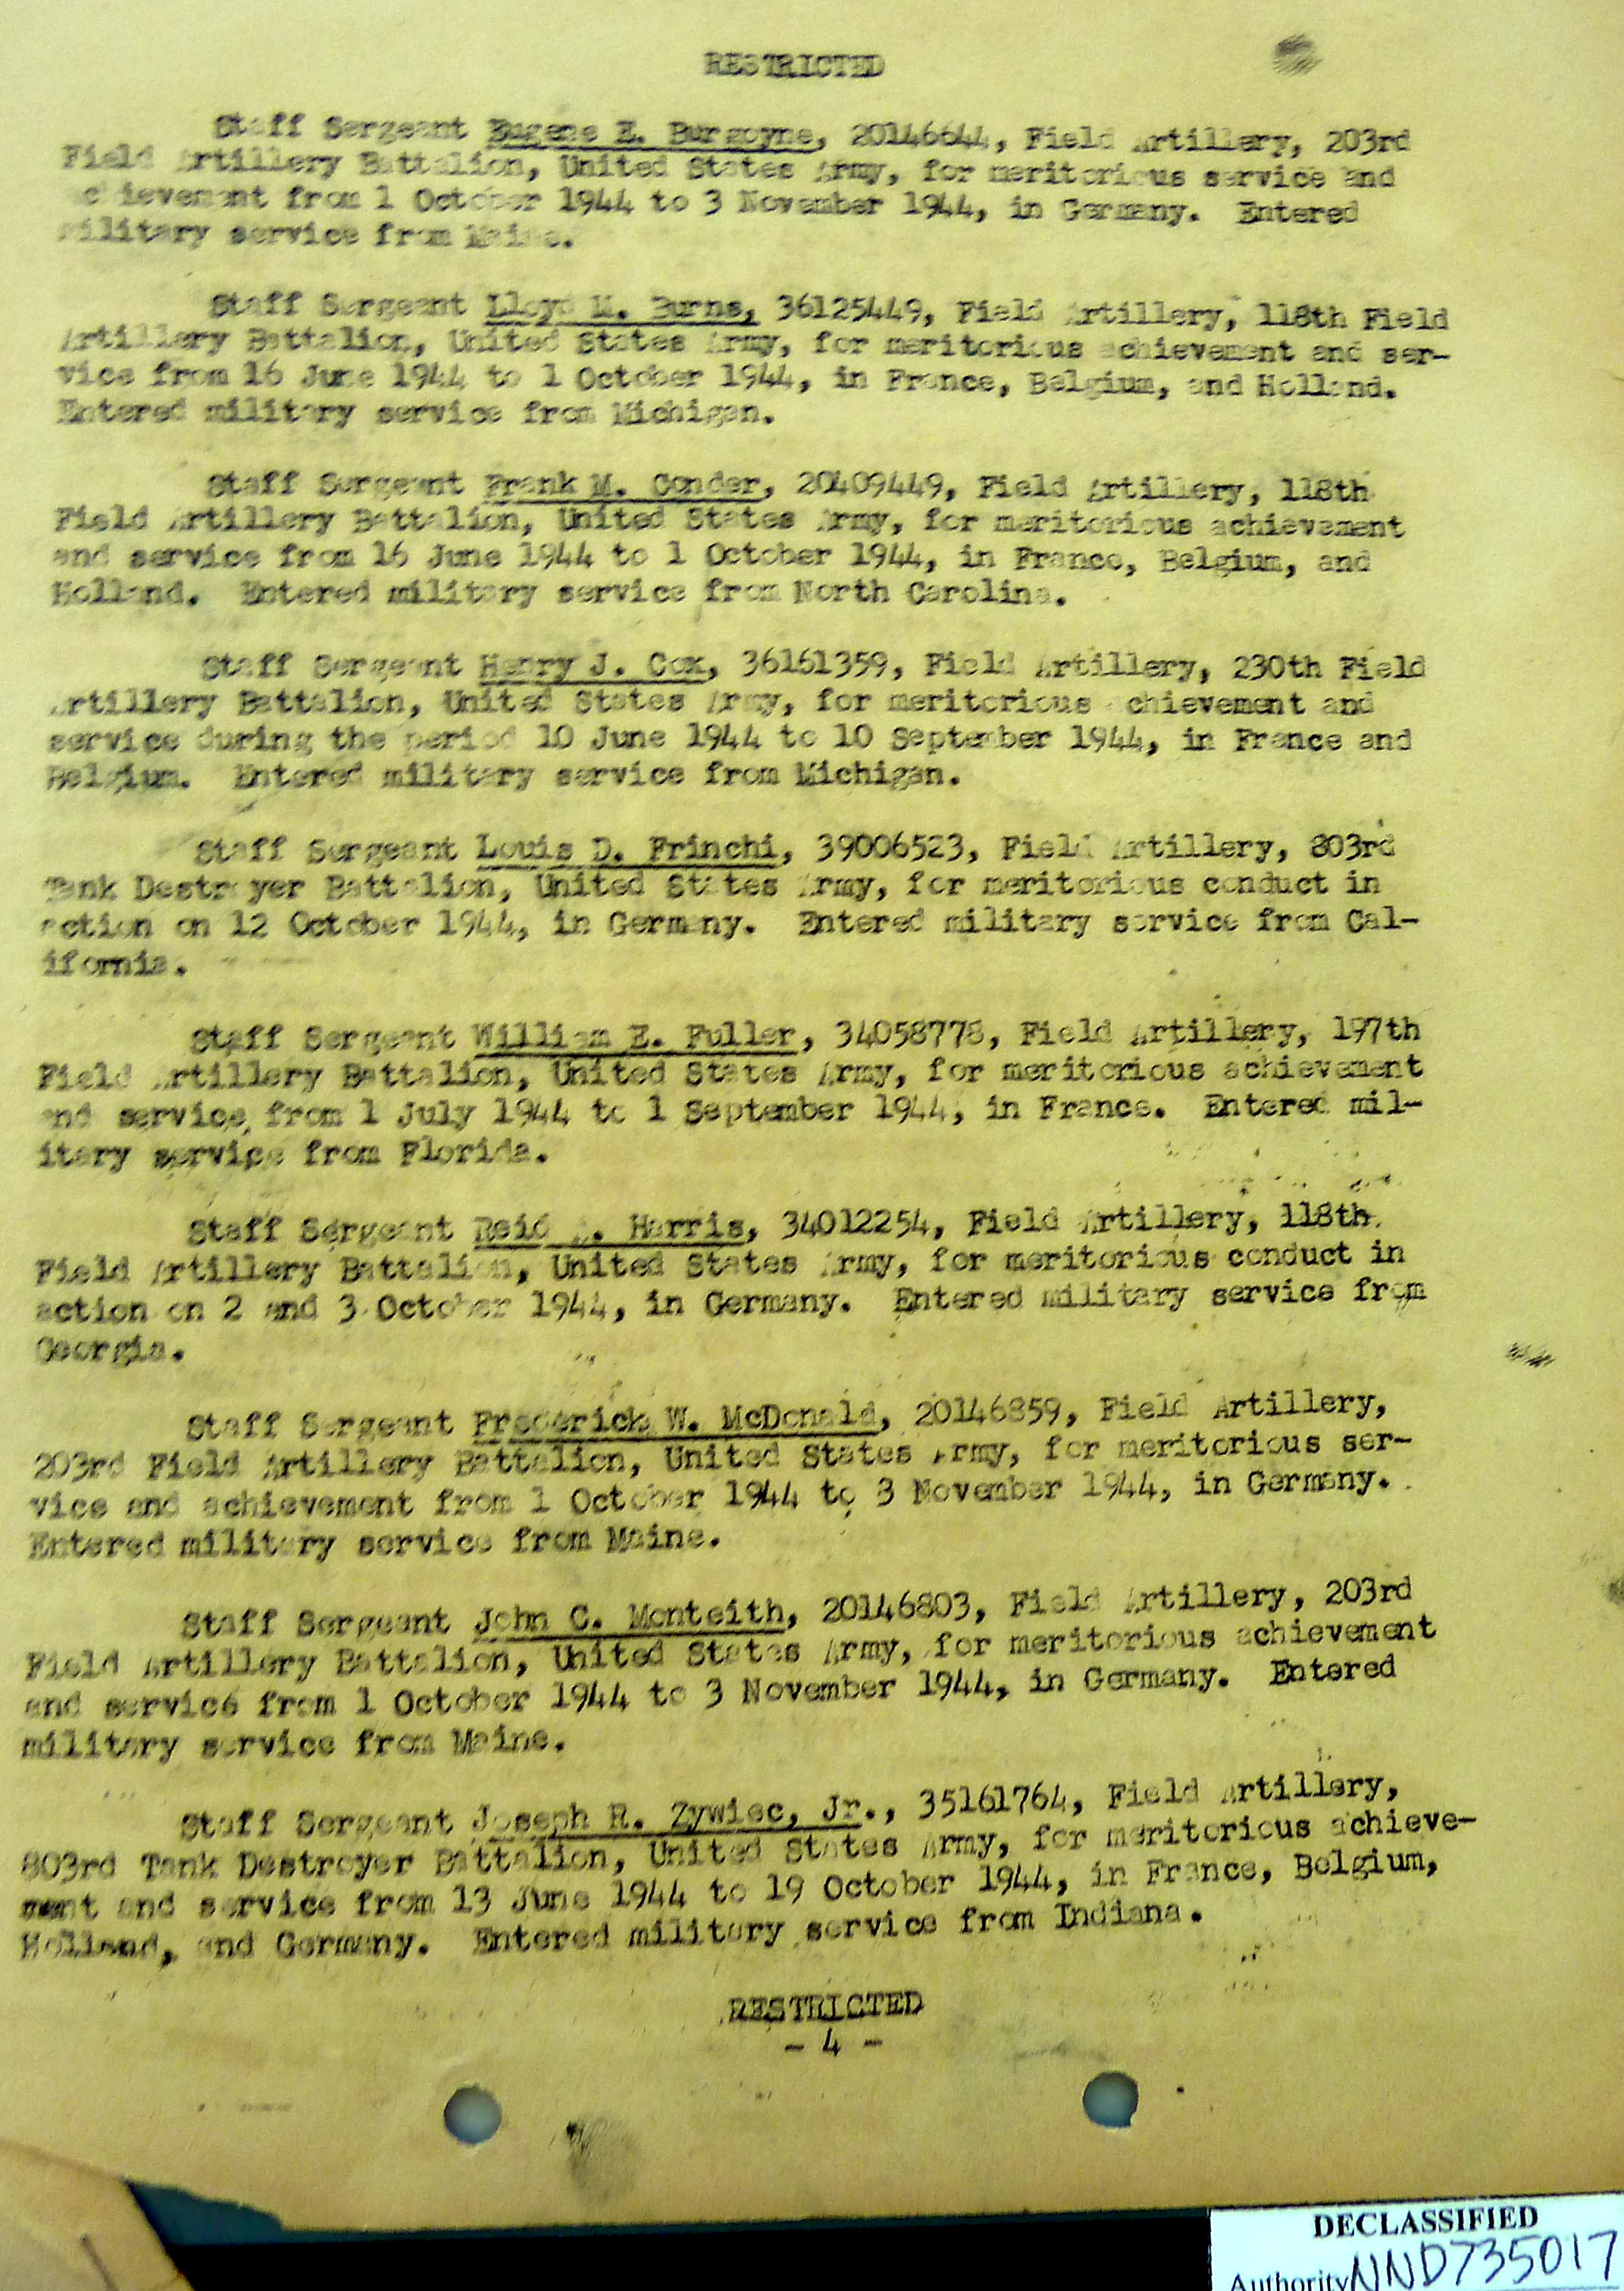 RESTRICTED
Staff Sergeant Eugene E. Burgoyne, 20146644, Field Artillery, 203rd
Field Artillery Battalion, United States Army, for meritorious service and
achievement from 1 October 1944 to 3 November 1944, in Germany. Entered
military service from Maine.
Staff Sergeant Lloyd M. Burns, 36125449, Field Artillery, 118th Field
Artillery Battalion, United States Army, for meritorious achievement and ser-
vice from 16 June 1944 to 1 October 1944, in France, Belgium, and Holland.
Entered military service from Michigan.
Staff Sergeant Frank M. Conder, 20409449, Field Artillery, 118th
Field Artillery Battalion, United States Army, for meritorious achievement
and service from 16 June 1944 to 1 October 1944, in France, Belgium, and
Holland. Entered military service from North Carolina.
Staff Sergeant Henry J. Cox, 36161359, Field Artillery, 230th Field
Artillery Battalion, United States Army, for meritorious achievement and
service during the period 10 June 1944 to 10 September 1944, in France and
Belgium. Entered military service from Michigan.
Staff Sergeant Louis D. Frinchi, 39006523, Field Artillery, 803rd
Tank Destroyer Battalion, United States Army, for meritorious conduct in
action on 12 October 1944, in Germany. Entered military service from Cal-
ifornia.
Staff Sergeant William E. Fuller, 34058778, Field Artillery, 197th
Field Artillery Battalion, United States Army, for meritorious achievement
and service from 1 July 1944 to 1 September 1944, in France. Entered mil-
itary service from Florida.
Staff Sergeant Reid Harris, 34012254, Field Artillery, 118th
Field Artillery Battalion, United States Army, for meritorious conduct in
action on 2 and 3 October 1944, in Germany. Entered military service from
Georgia.
Staff Sergeant Frederick W. McDonald, 20146859, Field Artillery,
203rd Field Artillery Battalion, United States Army, for meritorious ser-
vice and achievement from 1 October 1944 to 3 November 1944, in Germany.
Entered military service from Maine.
Staff Sergeant John C. Monteith, 20146803, Field Artillery, 203rd
Field Artillery Battalion, United States Army, for meritorious achievement
and service from 1 October 1944 to 3 November 1944, in Germany. Entered
military service from Maine.
Staff Sergeant Joseph R. Zywiec, Jr., 35161764, Field Artillery,
803rd Tank Destroyer Battalion, United States Army, for meritorious achieve-
ment and service from 13 June 1944 to 19 October 1944, in France, Belgium,
Holland, and Germany. Entered military service from Indiana.
RESTRICTED
- 4 -
DECLASSIFIED
Authority NND735017